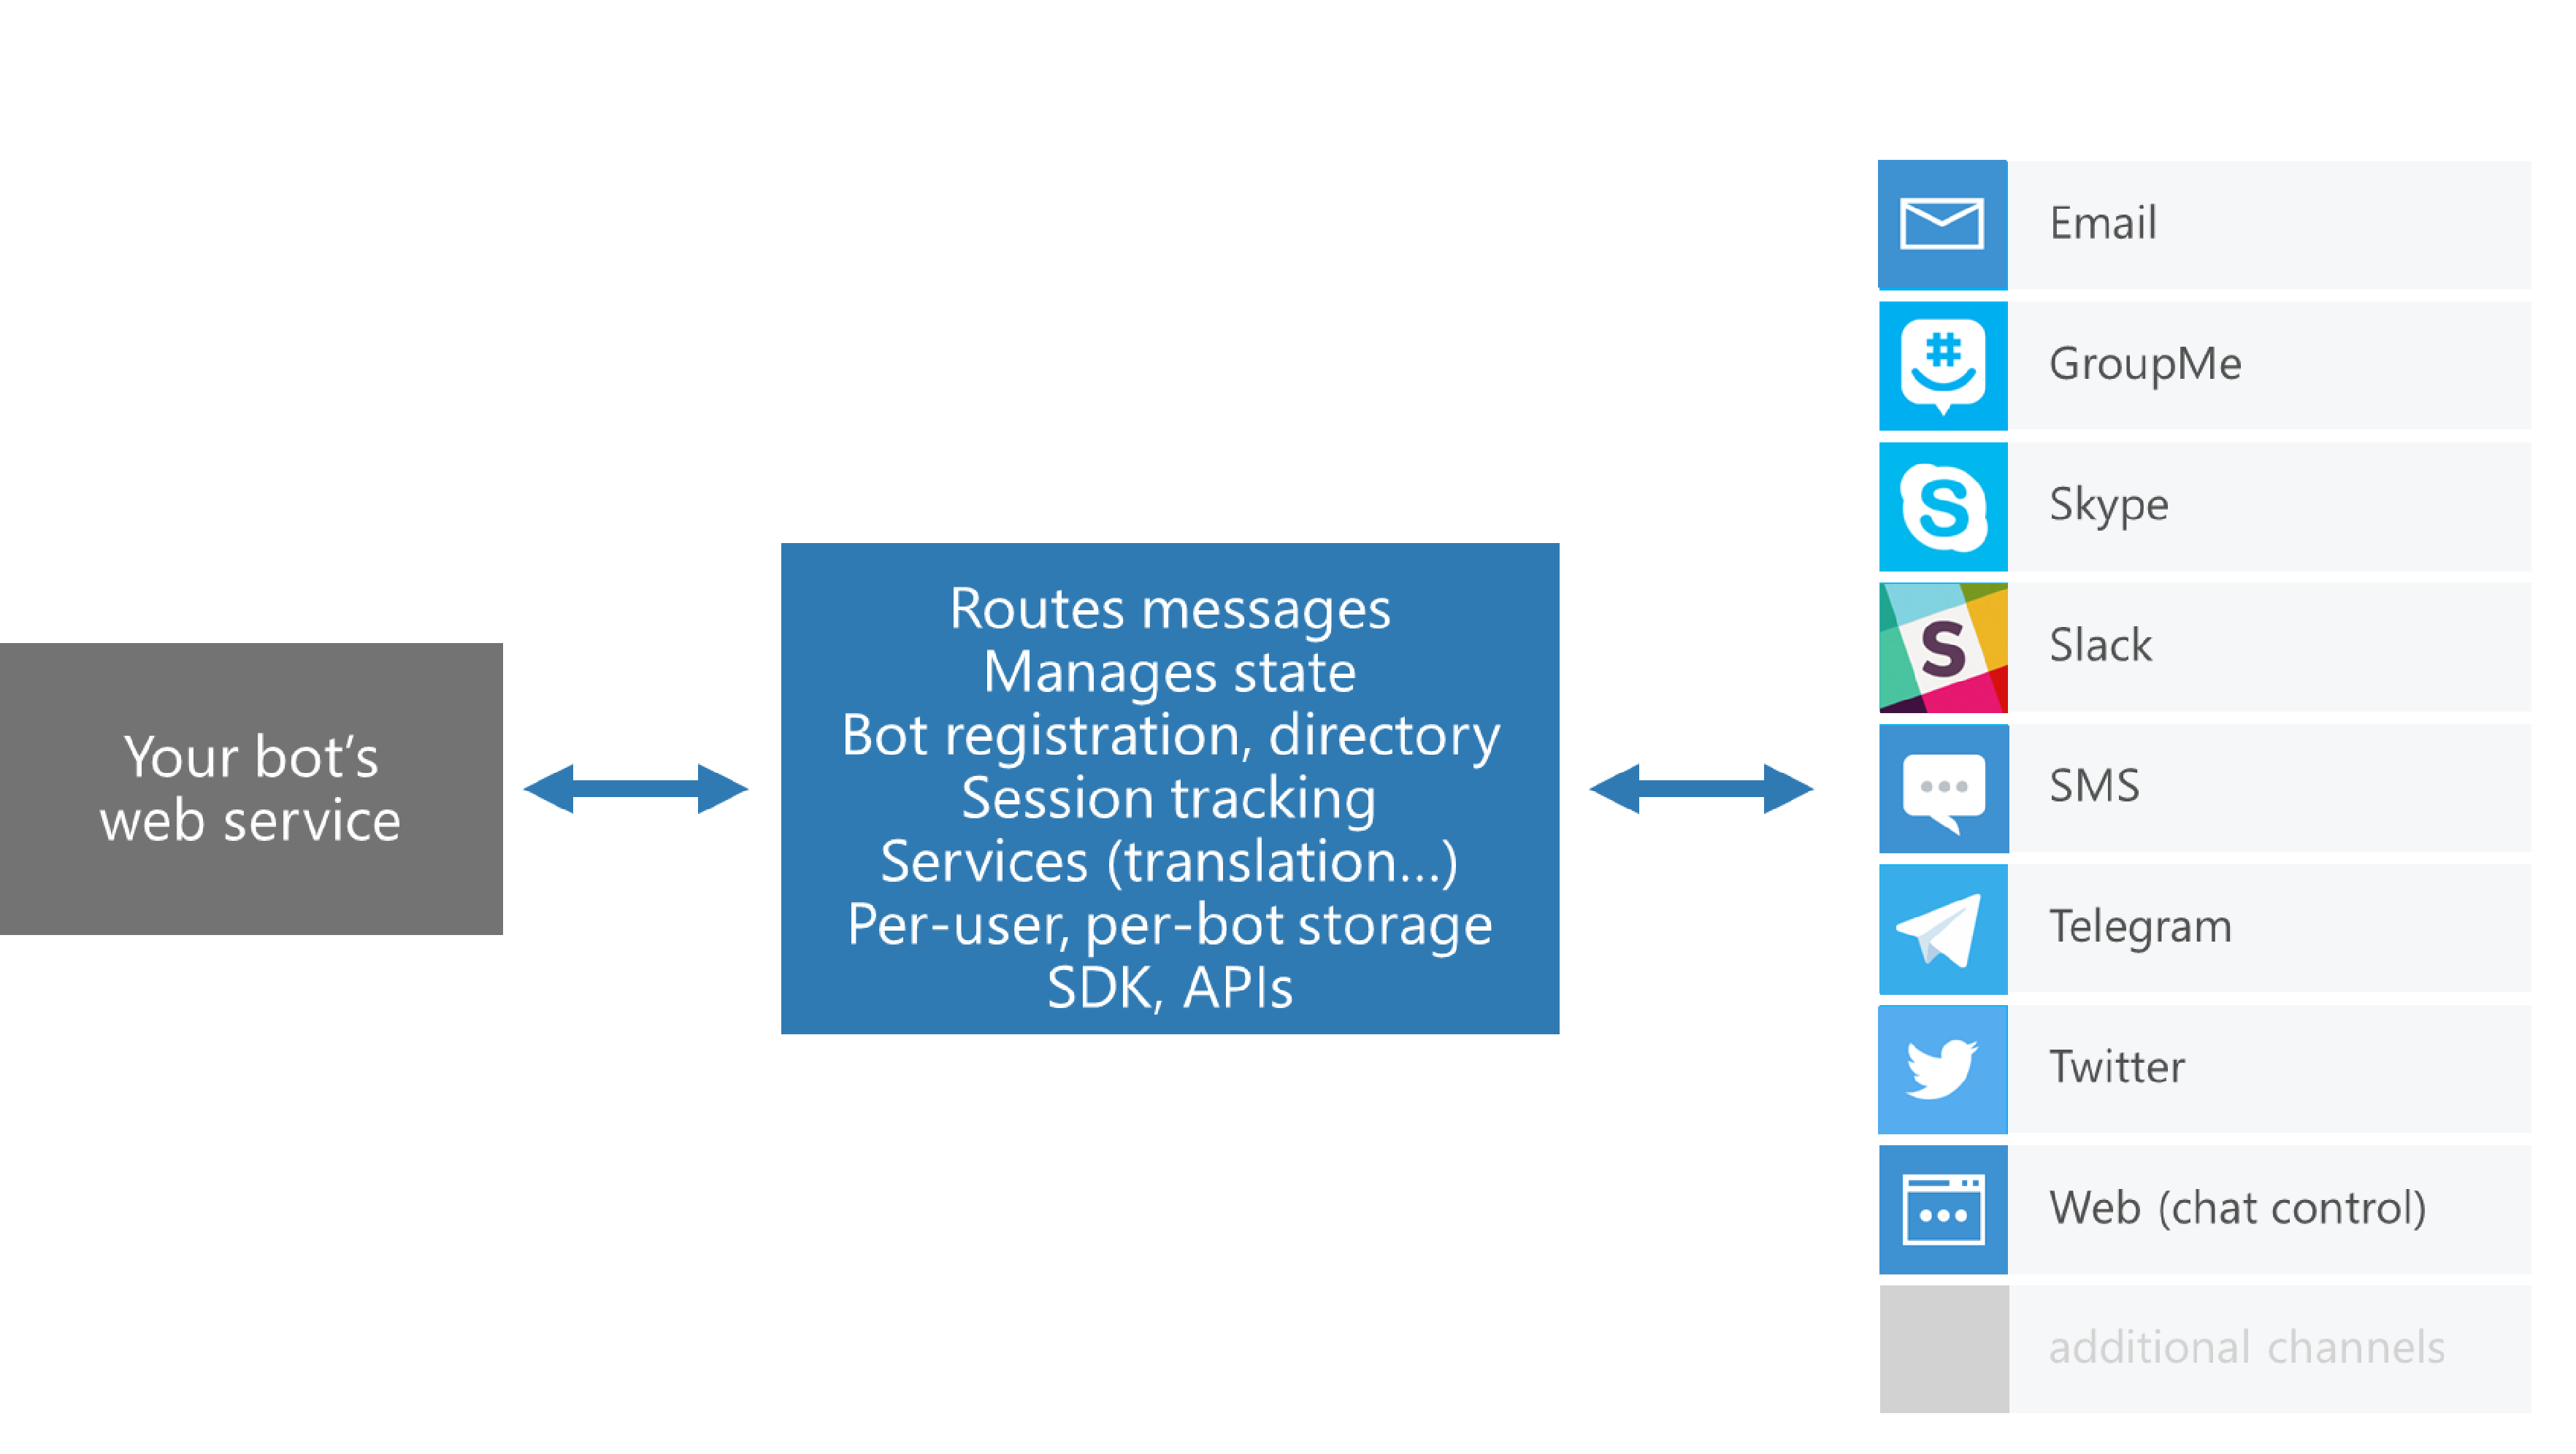 Your bot’s
web service
Routes messages
Manages state
Bot registration, directory
Session tracking
Services (translation...)
Per-user, per-bot storage
SDK, APIs
Email
#
GroupMe
S
Skype
S
Slack
SMS
Telegram
Twitter
Web (chat control)
additional channels